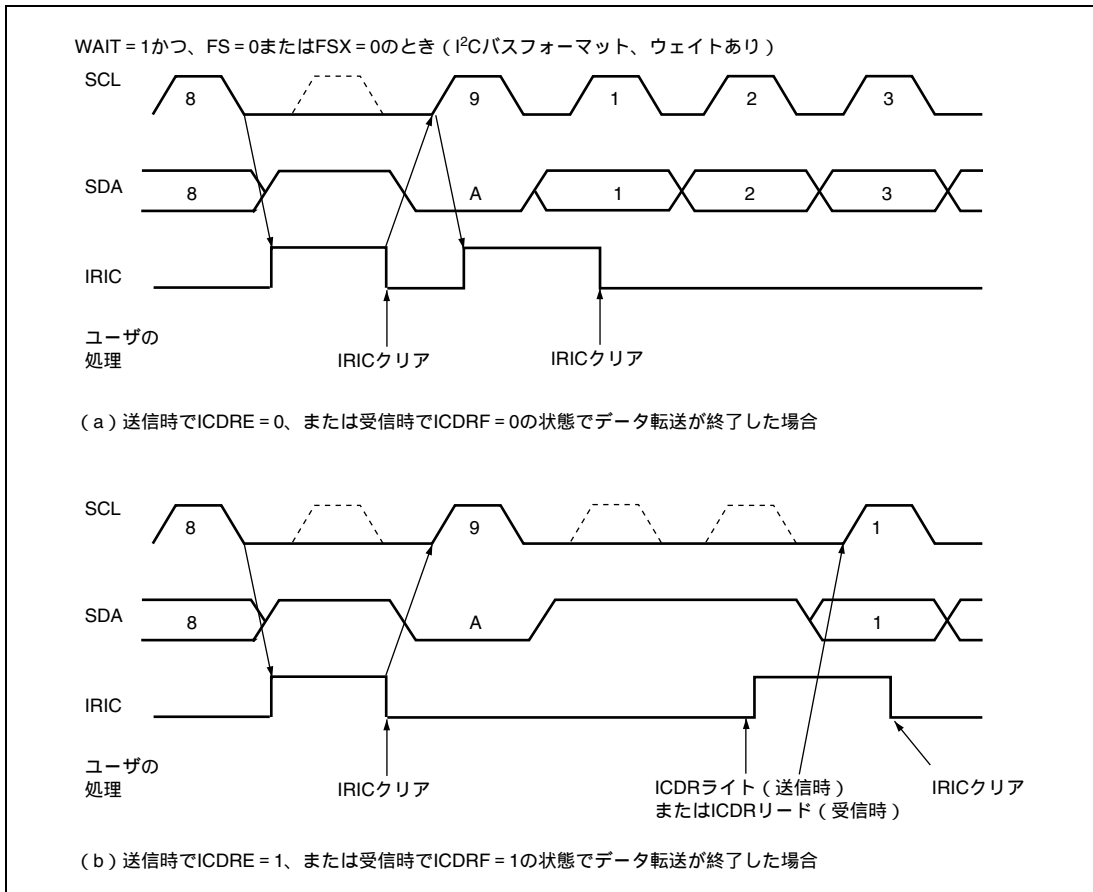 WAIT = 1かつ、FS = 0またはFSX = 0のとき（I²Cバスフォーマット、ウェイトあり）
SCL
8
9
1
2
3
SDA
8
A
1
2
3
IRIC
ユーザの
処理
IRICクリア
IRICクリア
（a）送信時でICDRE = 0、または受信時でICDRF = 0の状態でデータ転送が終了した場合
SCL
8
9
1
SDA
8
A
1
IRIC
ユーザの
処理
IRICクリア
ICDRライト（送信時）
またはICDRリード（受信時）
IRICクリア
（b）送信時でICDRE = 1、または受信時でICDRF = 1の状態でデータ転送が終了した場合